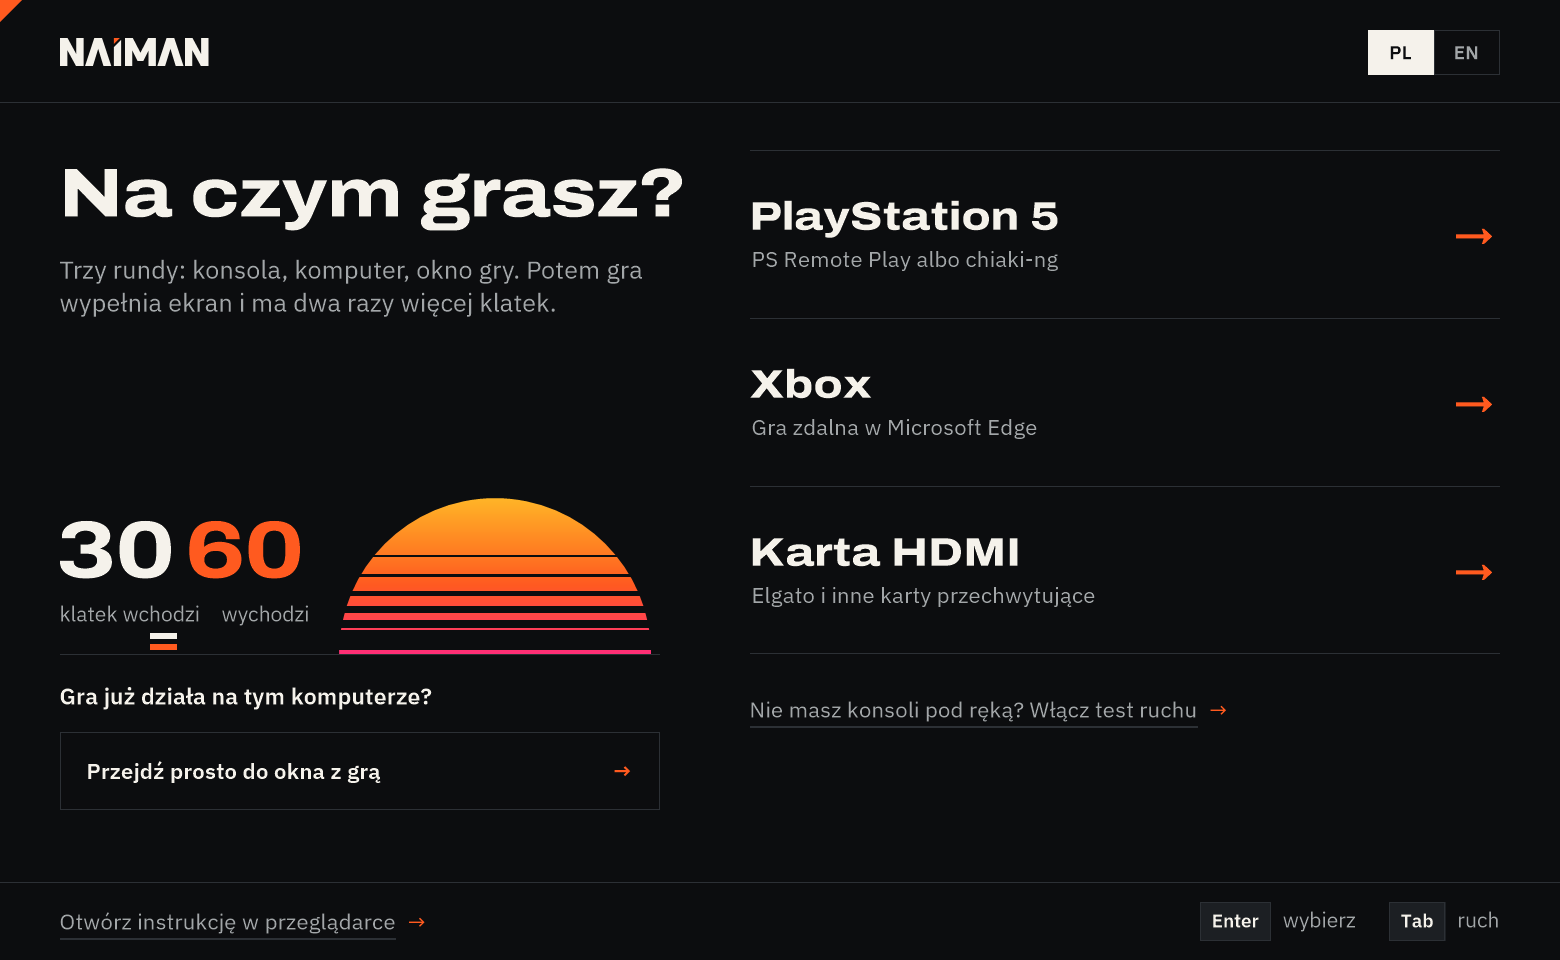 NAIMAN
PL EN
Na czym grasz?
Trzy rundy: konsola, komputer, okno gry. Potem gra
wypełnia ekran i ma dwa razy więcej klatek.
30 60
klatek wchodzi wychodzi
Gra już działa na tym komputerze?
Przejdź prosto do okna z grą →
PlayStation 5 →
PS Remote Play albo chiaki-ng
Xbox →
Gra zdalna w Microsoft Edge
Karta HDMI →
Elgato i inne karty przechwytujące
Nie masz konsoli pod ręką? Włącz test ruchu →
Otwórz instrukcję w przeglądarce →
Enter wybierz Tab ruch